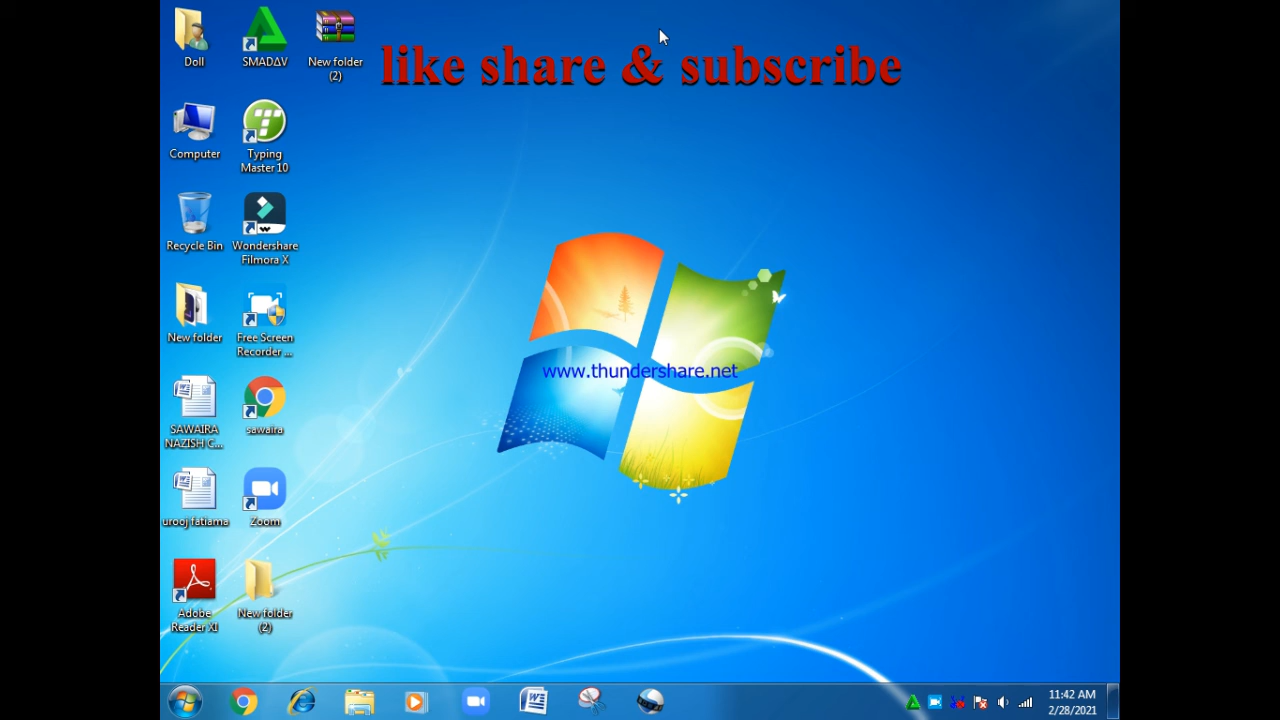 like share & subscribe
Doll
SMADΔV
New folder
(2)
Computer
Typing
Master 10
Recycle Bin
Wondershare
Filmora X
New folder
Free Screen
Recorder ...
www.thundershare.net
SAWAIRA
NAZISH C...
sawaira
urooj fatiama
Zoom
Adobe
Reader XI
New folder
(2)
11:42 AM
2/28/2021